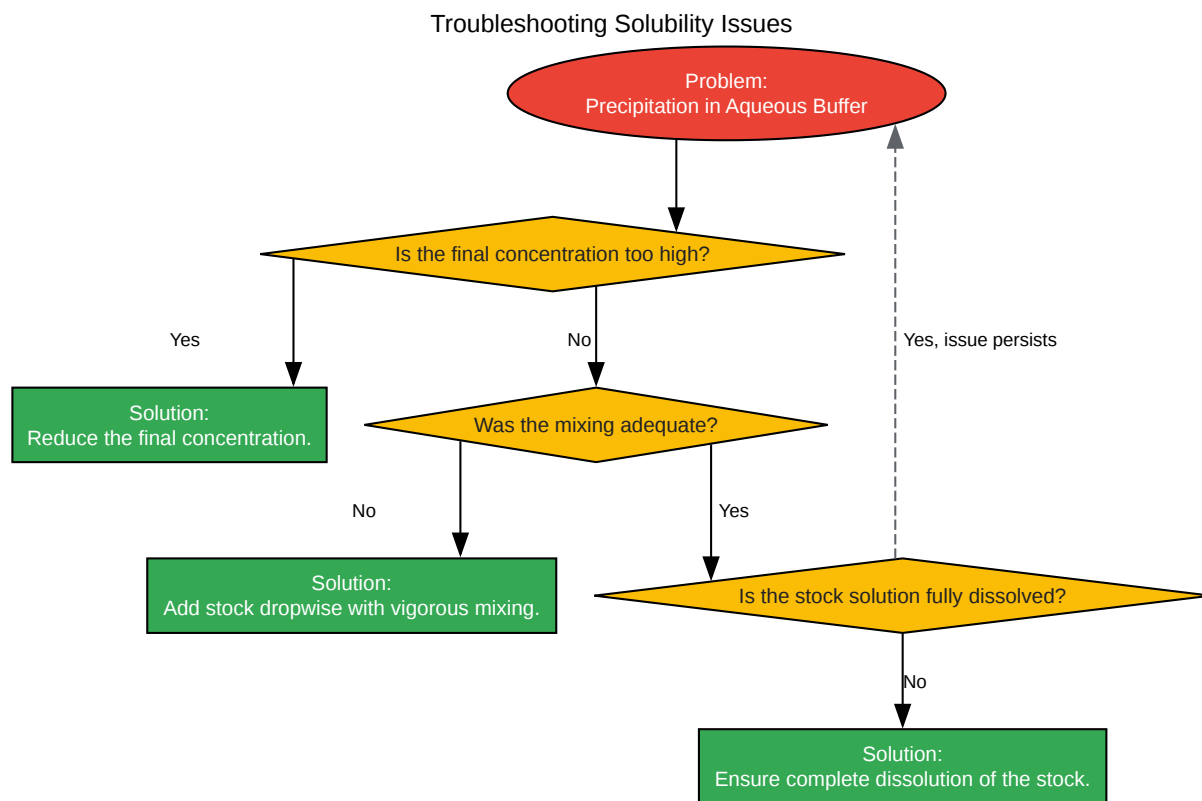 Troubleshooting Solubility Issues
Problem:
Precipitation in Aqueous Buffer
Is the final concentration too high?
Yes
No
Yes, issue persists
Solution:
Reduce the final concentration.
Was the mixing adequate?
No
Yes
Solution:
Add stock dropwise with vigorous mixing.
Is the stock solution fully dissolved?
No
Solution:
Ensure complete dissolution of the stock.